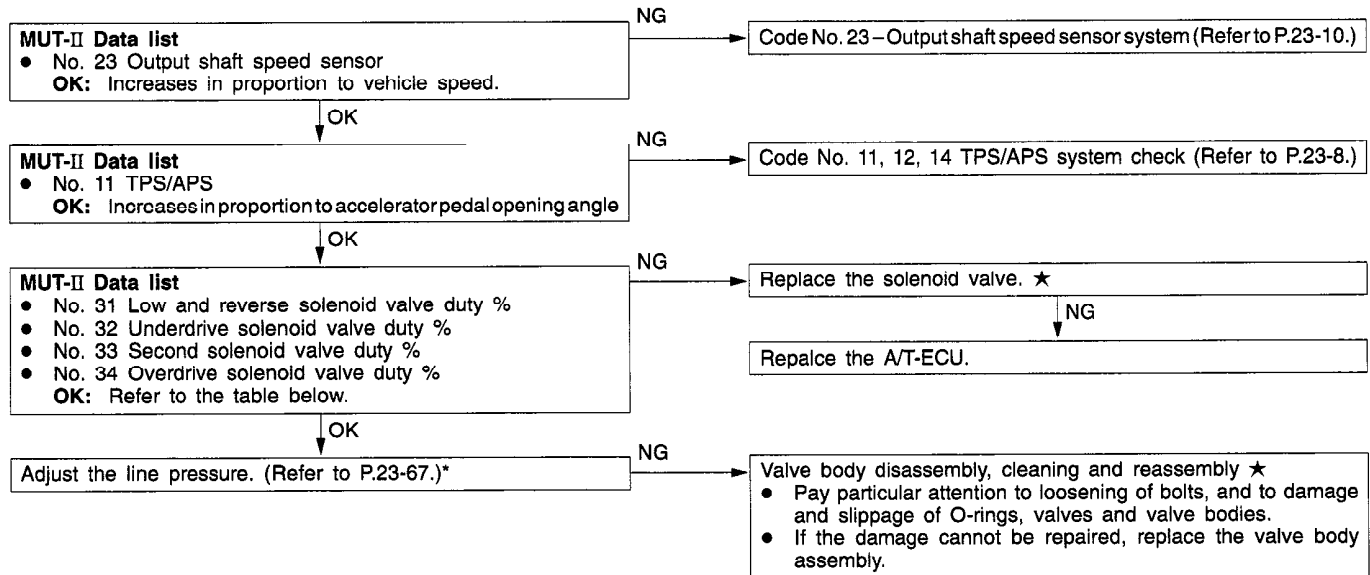 MUT-II Data list
● No. 23 Output shaft speed sensor
OK: Increases in proportion to vehicle speed.
NG
Code No. 23 – Output shaft speed sensor system (Refer to P.23-10.)
OK
MUT-II Data list
● No. 11 TPS/APS
OK: Increases in proportion to accelerator pedal opening angle
NG
Code No. 11, 12, 14 TPS/APS system check (Refer to P.23-8.)
OK
MUT-II Data list
● No. 31 Low and reverse solenoid valve duty %
● No. 32 Underdrive solenoid valve duty %
● No. 33 Second solenoid valve duty %
● No. 34 Overdrive solenoid valve duty %
OK: Refer to the table below.
NG
Replace the solenoid valve. ★
NG
Repalce the A/T-ECU.
OK
Adjust the line pressure. (Refer to P.23-67.)*
NG
Valve body disassembly, cleaning and reassembly ★
● Pay particular attention to loosening of bolts, and to damage
and slippage of O-rings, valves and valve bodies.
● If the damage cannot be repaired, replace the valve body
assembly.